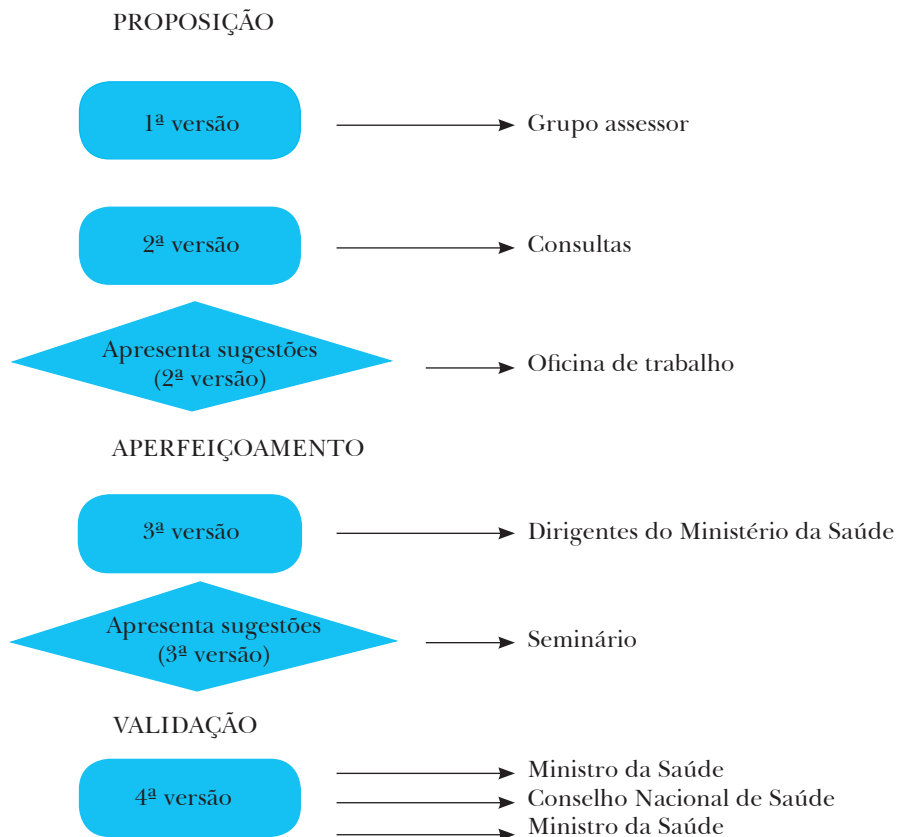 PROPOSIÇÃO
1ª versão
Grupo assessor
2ª versão
Consultas
Apresenta sugestões
(2ª versão)
Oficina de trabalho
APERFEIÇOAMENTO
3ª versão
Dirigentes do Ministério da Saúde
Apresenta sugestões
(3ª versão)
Seminário
VALIDAÇÃO
4ª versão
Ministro da Saúde
Conselho Nacional de Saúde
Ministro da Saúde